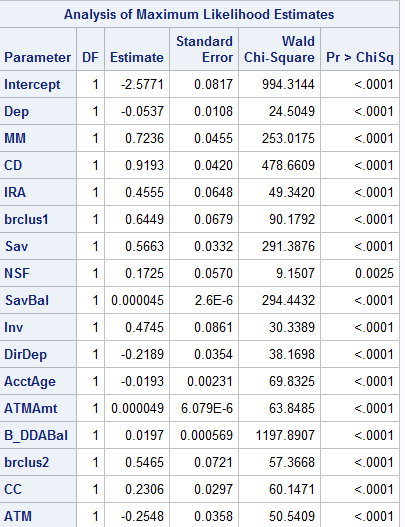 Analysis of Maximum Likelihood Estimates
Parameter DF Estimate Standard Error Wald Chi-Square Pr > ChiSq
Intercept 1 -2.5771 0.0817 994.3144 <.0001
Dep 1 -0.0537 0.0108 24.5049 <.0001
MM 1 0.7236 0.0455 253.0175 <.0001
CD 1 0.9193 0.0420 478.6609 <.0001
IRA 1 0.4555 0.0648 49.3420 <.0001
brclus1 1 0.6449 0.0679 90.1792 <.0001
Sav 1 0.5663 0.0332 291.3876 <.0001
NSF 1 0.1725 0.0570 9.1507 0.0025
SavBal 1 0.000045 2.6E-6 294.4432 <.0001
Inv 1 0.4745 0.0861 30.3389 <.0001
DirDep 1 -0.2189 0.0354 38.1698 <.0001
AcctAge 1 -0.0193 0.00231 69.8325 <.0001
ATMAmt 1 0.000049 6.079E-6 63.8485 <.0001
B_DDABal 1 0.0197 0.000569 1197.8907 <.0001
brclus2 1 0.5465 0.0721 57.3668 <.0001
CC 1 0.2306 0.0297 60.1471 <.0001
ATM 1 -0.2548 0.0358 50.5409 <.0001